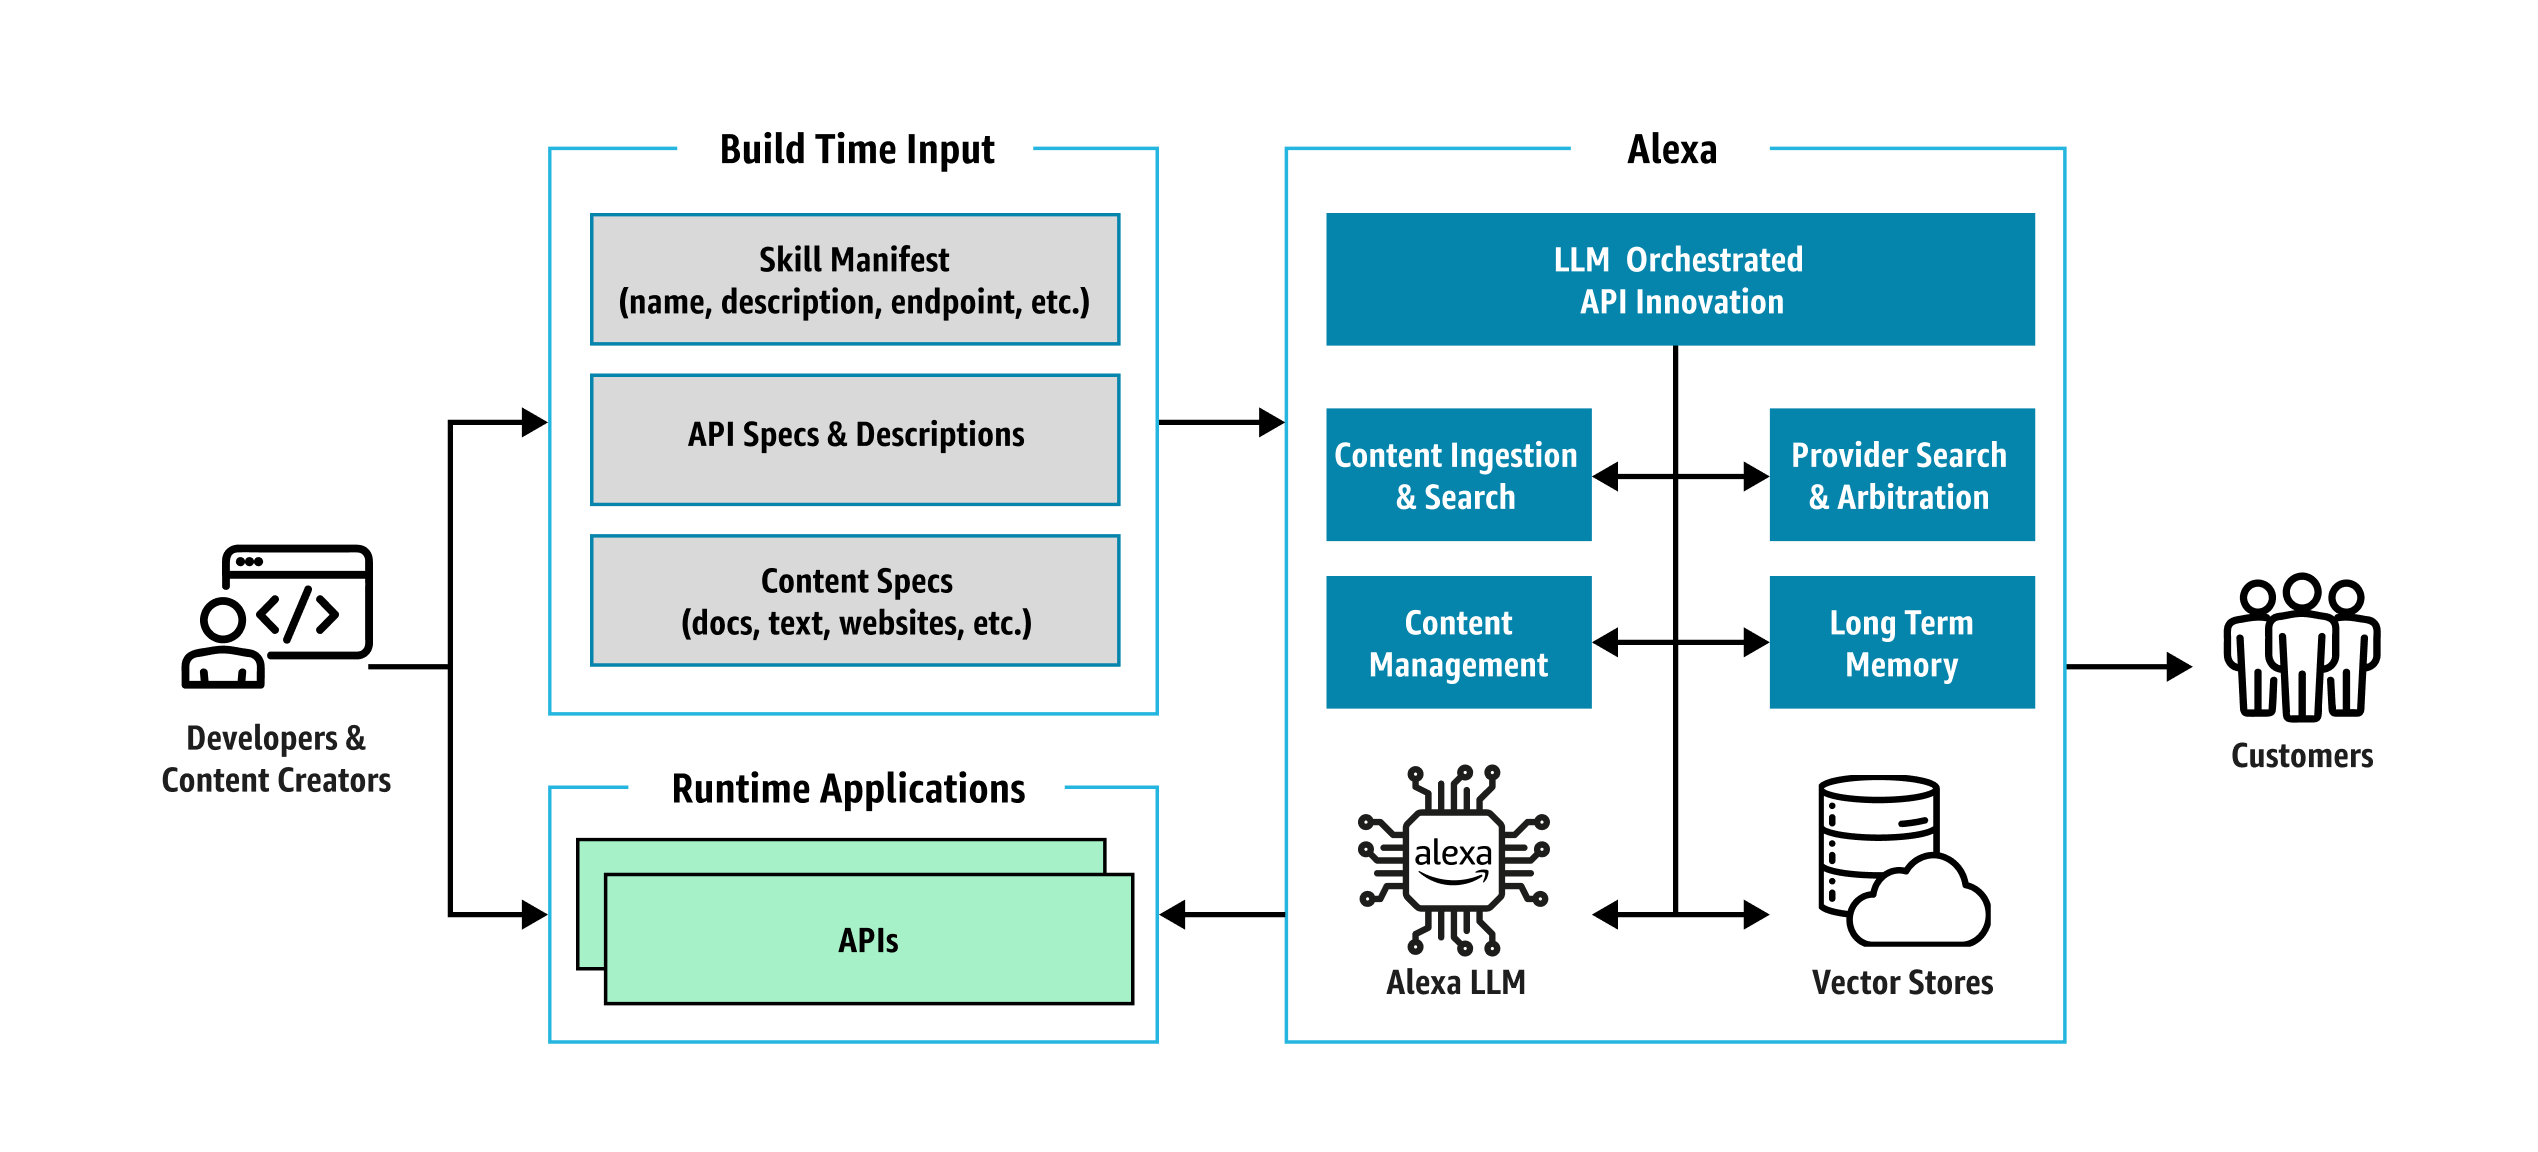 Build Time Input
Skill Manifest
(name, description, endpoint, etc.)
API Specs & Descriptions
Content Specs
(docs, text, websites, etc.)
Developers &
Content Creators
Runtime Applications
APIs
Alexa
LLM  Orchestrated
API Innovation
Content Ingestion
& Search
Provider Search
& Arbitration
Content
Management
Long Term
Memory
alexa
Alexa LLM
Vector Stores
Customers